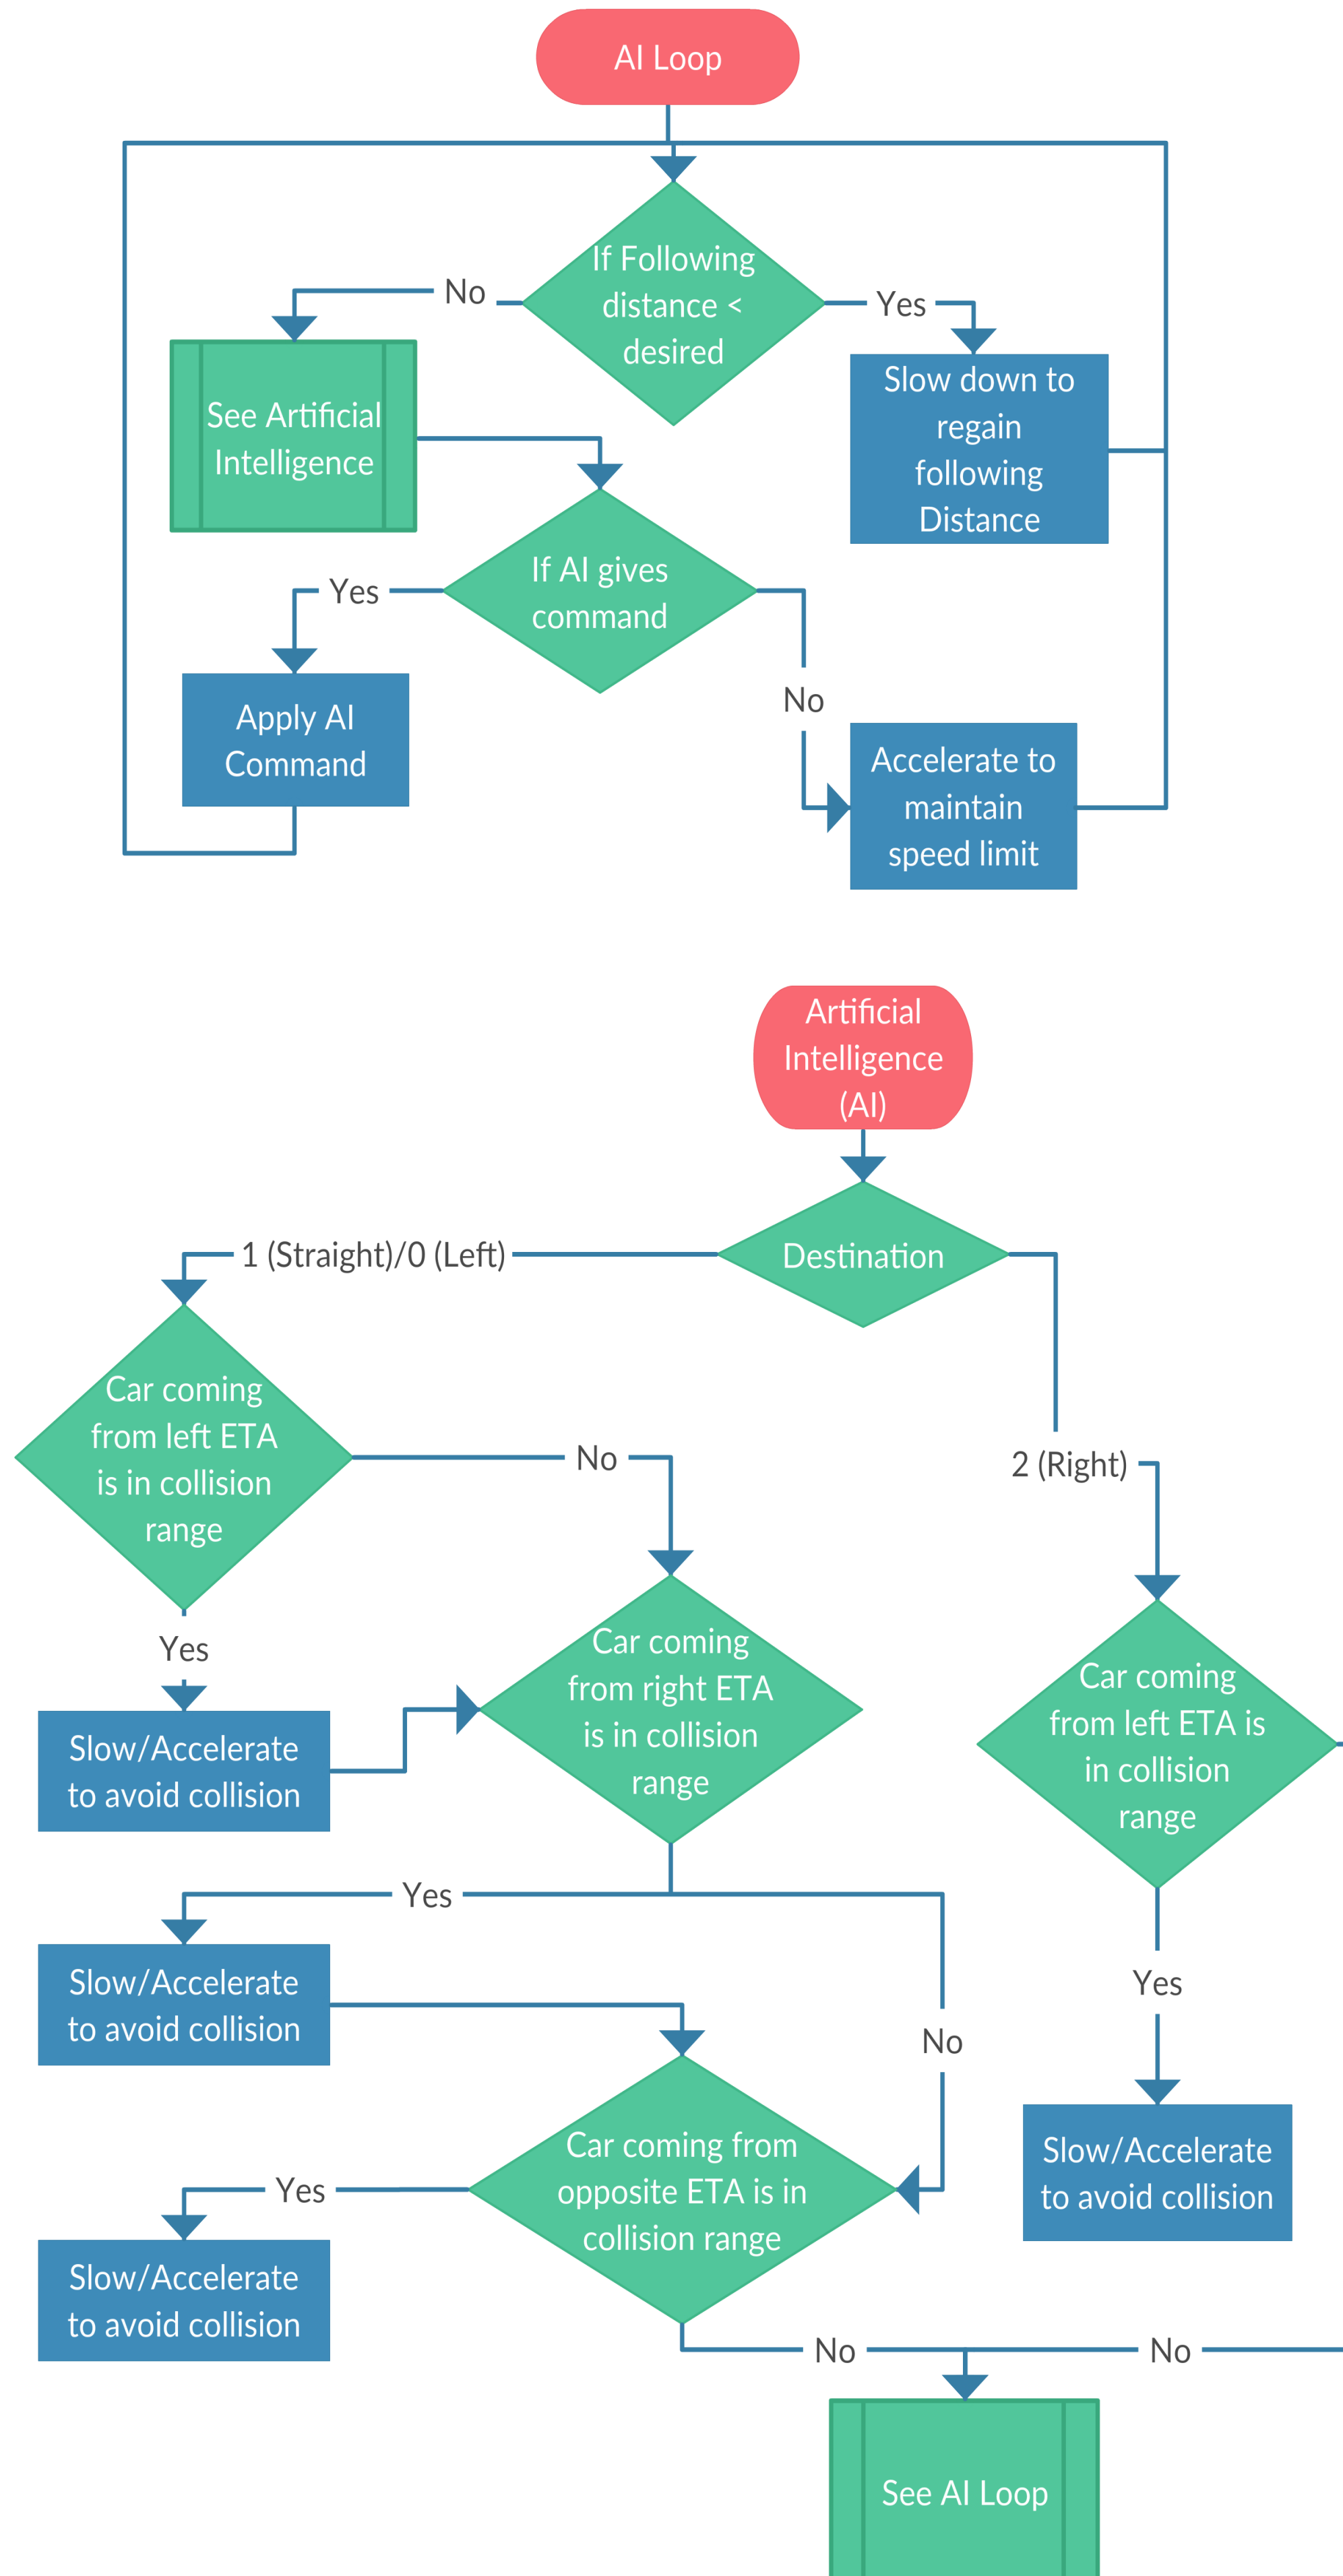 AI Loop
If Following
distance <
desired
No
Yes
See Artificial
Intelligence
Slow down to
regain
following
Distance
If AI gives
command
Yes
No
Apply AI
Command
Accelerate to
maintain
speed limit
Artificial
Intelligence
(AI)
Destination
1 (Straight)/0 (Left)
2 (Right)
Car coming
from left ETA
is in collision
range
No
Yes
Car coming
from right ETA
is in collision
range
Car coming
from left ETA is
in collision
range
Slow/Accelerate
to avoid collision
Yes
No
Yes
Slow/Accelerate
to avoid collision
Car coming from
opposite ETA is in
collision range
Slow/Accelerate
to avoid collision
Yes
Slow/Accelerate
to avoid collision
No
No
See AI Loop